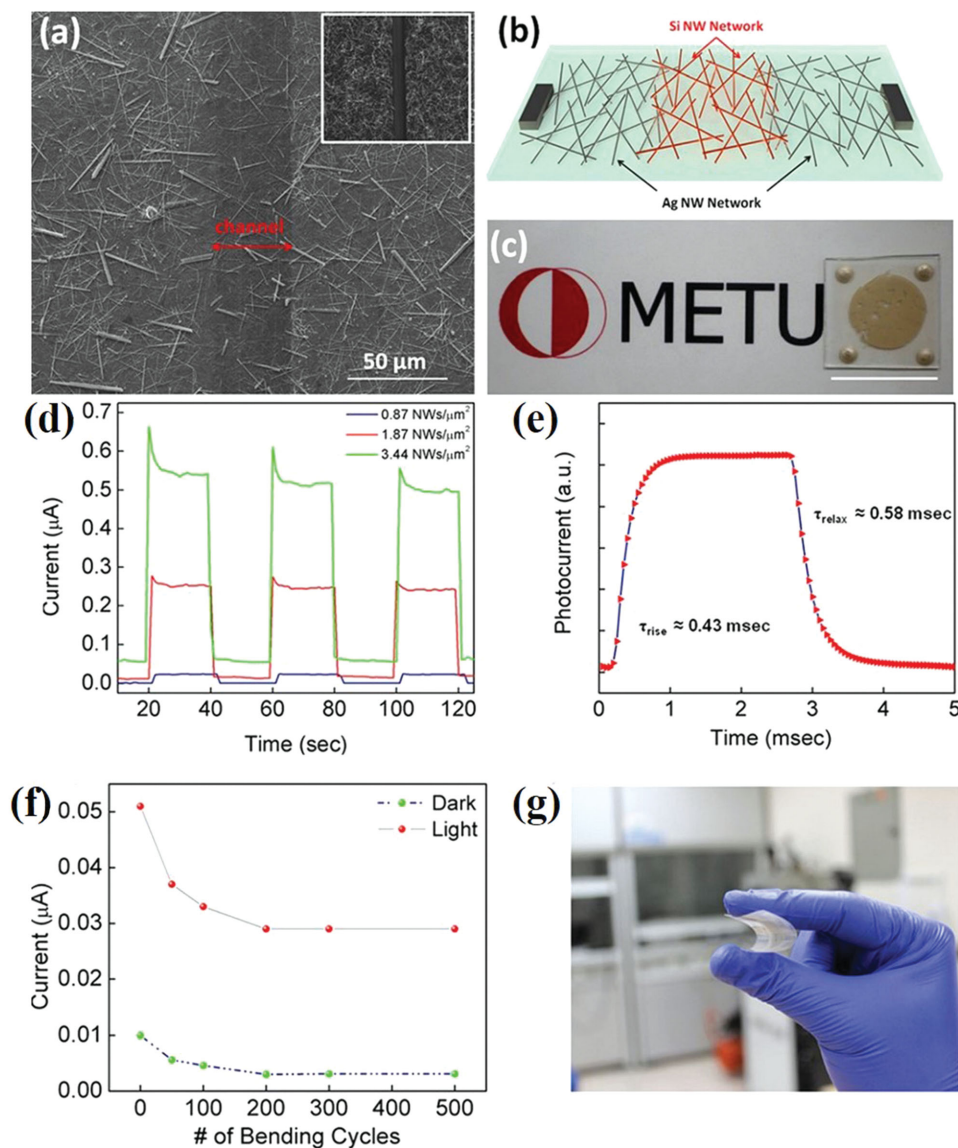 (a)
channel
50 μm
(b)
Si NW Network
Ag NW Network
(c)
METU
(d)
Current (μA)
0.7
0.6
0.5
0.4
0.3
0.2
0.1
0.0
0.87 NWs/μm²
1.87 NWs/μm²
3.44 NWs/μm²
20 40 60 80 100 120
Time (sec)
(e)
Photocurrent (a.u.)
τrelax ≈ 0.58 msec
τrise ≈ 0.43 msec
0 1 2 3 4 5
Time (msec)
(f)
Current (μA)
0.05
0.04
0.03
0.02
0.01
0.00
Dark
Light
0 100 200 300 400 500
# of Bending Cycles
(g)